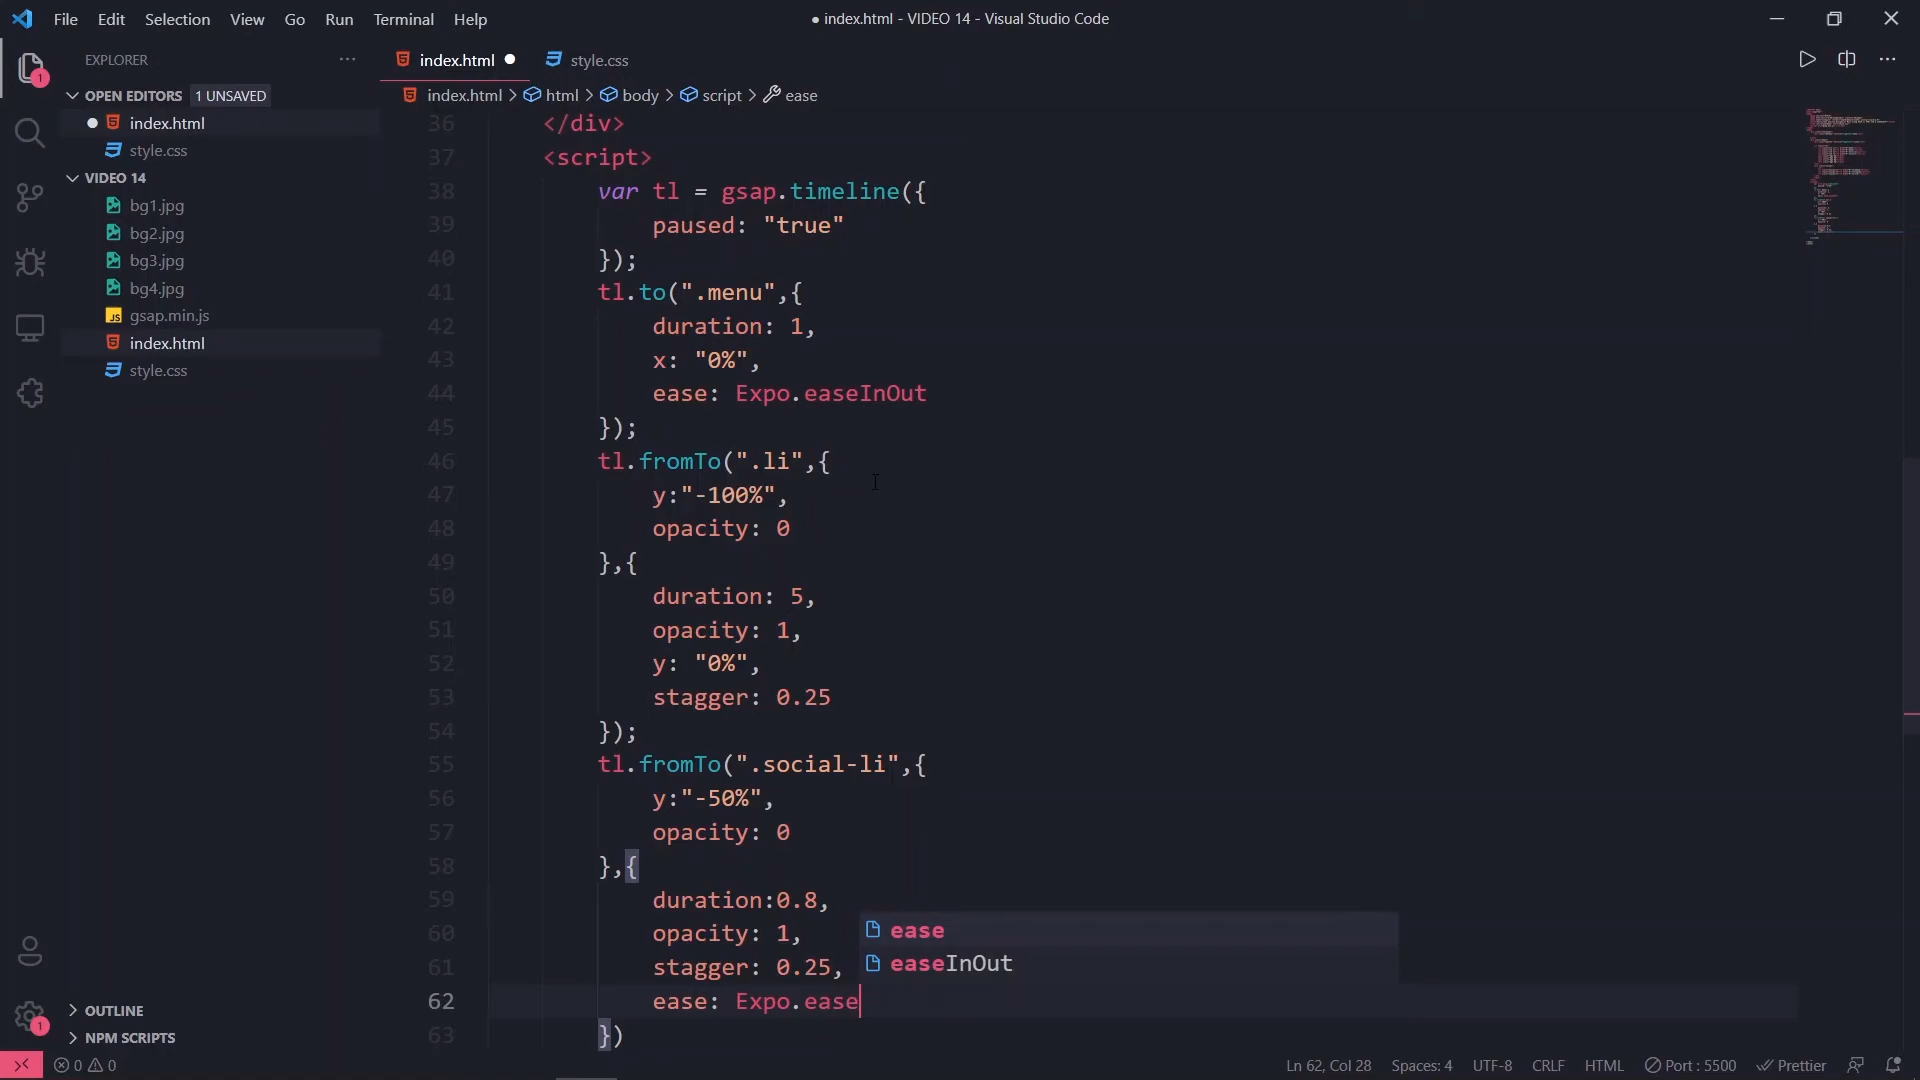 File Edit Selection View Go Run Terminal Help
● index.html - VIDEO 14 - Visual Studio Code
EXPLORER
index.html
style.css
index.html > html > body > script > ease
1
OPEN EDITORS 1 UNSAVED
index.html
style.css
VIDEO 14
bg1.jpg
bg2.jpg
bg3.jpg
bg4.jpg
JS gsap.min.js
index.html
style.css
OUTLINE
NPM SCRIPTS
1
36 </div>
37 <script>
38 var tl = gsap.timeline({
39 paused: "true"
40 });
41 tl.to(".menu",{
42 duration: 1,
43 x: "0%",
44 ease: Expo.easeInOut
45 });
46 tl.fromTo(".li",{
47 y:"-100%",
48 opacity: 0
49 },{
50 duration: 5,
51 opacity: 1,
52 y: "0%",
53 stagger: 0.25
54 });
55 tl.fromTo(".social-li",{
56 y:"-50%",
57 opacity: 0
58 },{
59 duration:0.8,
60 opacity: 1,
61 stagger: 0.25,
62 ease: Expo.ease
63 })
ease
easeInOut
0 0
Ln 62, Col 28 Spaces: 4 UTF-8 CRLF HTML Port : 5500 Prettier